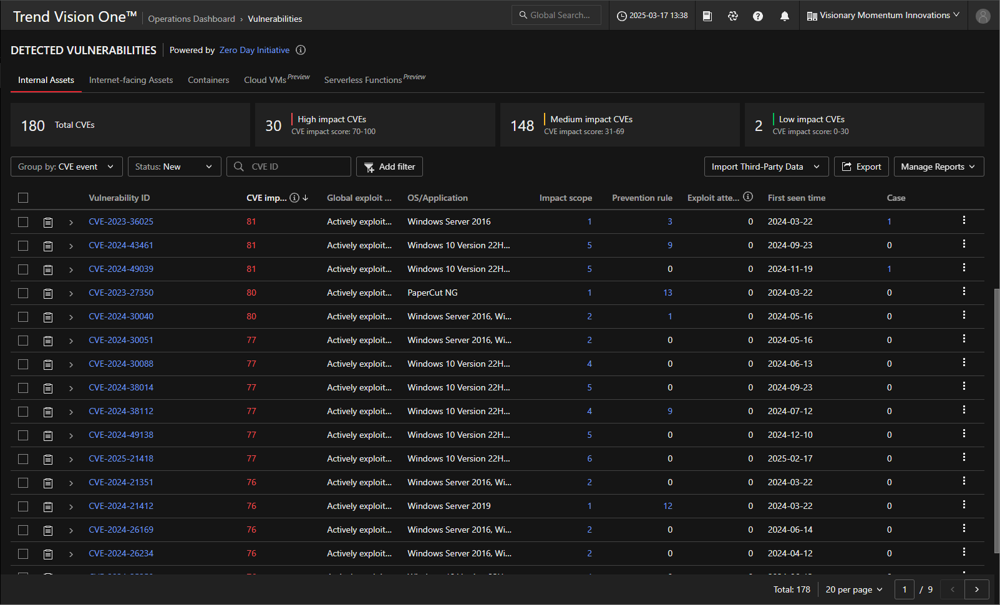 Trend Vision One™ Operations Dashboard › Vulnerabilities Global Search... 2025-03-17 13:38 Visionary Momentum Innovations
DETECTED VULNERABILITIES Powered by Zero Day Initiative
Internal Assets Internet-facing Assets Containers Cloud VMs Preview Serverless Functions Preview
180 Total CVEs
30 High impact CVEs
CVE impact score: 70-100
148 Medium impact CVEs
CVE impact score: 31-69
2 Low impact CVEs
CVE impact score: 0-30
Group by: CVE event Status: New CVE ID Add filter Import Third-Party Data Export Manage Reports
Vulnerability ID CVE imp... Global exploit ... OS/Application Impact scope Prevention rule Exploit atte... First seen time Case
CVE-2023-36025 81 Actively exploit... Windows Server 2016 1 3 0 2024-03-22 1
CVE-2024-43461 81 Actively exploit... Windows 10 Version 22H... 5 9 0 2024-09-23 0
CVE-2024-49039 81 Actively exploit... Windows 10 Version 22H... 5 0 0 2024-11-19 1
CVE-2023-27350 80 Actively exploit... PaperCut NG 1 13 0 2024-03-22 0
CVE-2024-30040 80 Actively exploit... Windows Server 2016, Wi... 2 1 0 2024-05-16 0
CVE-2024-30051 77 Actively exploit... Windows Server 2016, Wi... 2 0 0 2024-05-16 0
CVE-2024-30088 77 Actively exploit... Windows 10 Version 22H... 4 0 0 2024-06-13 0
CVE-2024-38014 77 Actively exploit... Windows 10 Version 22H... 5 0 0 2024-09-23 0
CVE-2024-38112 77 Actively exploit... Windows 10 Version 22H... 4 9 0 2024-07-12 0
CVE-2024-49138 77 Actively exploit... Windows 10 Version 22H... 5 0 0 2024-12-10 0
CVE-2025-21418 77 Actively exploit... Windows 10 Version 22H... 6 0 0 2025-02-17 0
CVE-2024-21351 76 Actively exploit... Windows Server 2016, Wi... 2 0 0 2024-03-22 0
CVE-2024-21412 76 Actively exploit... Windows Server 2019 1 12 0 2024-03-22 0
CVE-2024-26169 76 Actively exploit... Windows Server 2016, Wi... 2 0 0 2024-06-14 0
CVE-2024-26234 76 Actively exploit... Windows Server 2016, Wi... 2 0 0 2024-04-12 0
Total: 178 20 per page 1 / 9